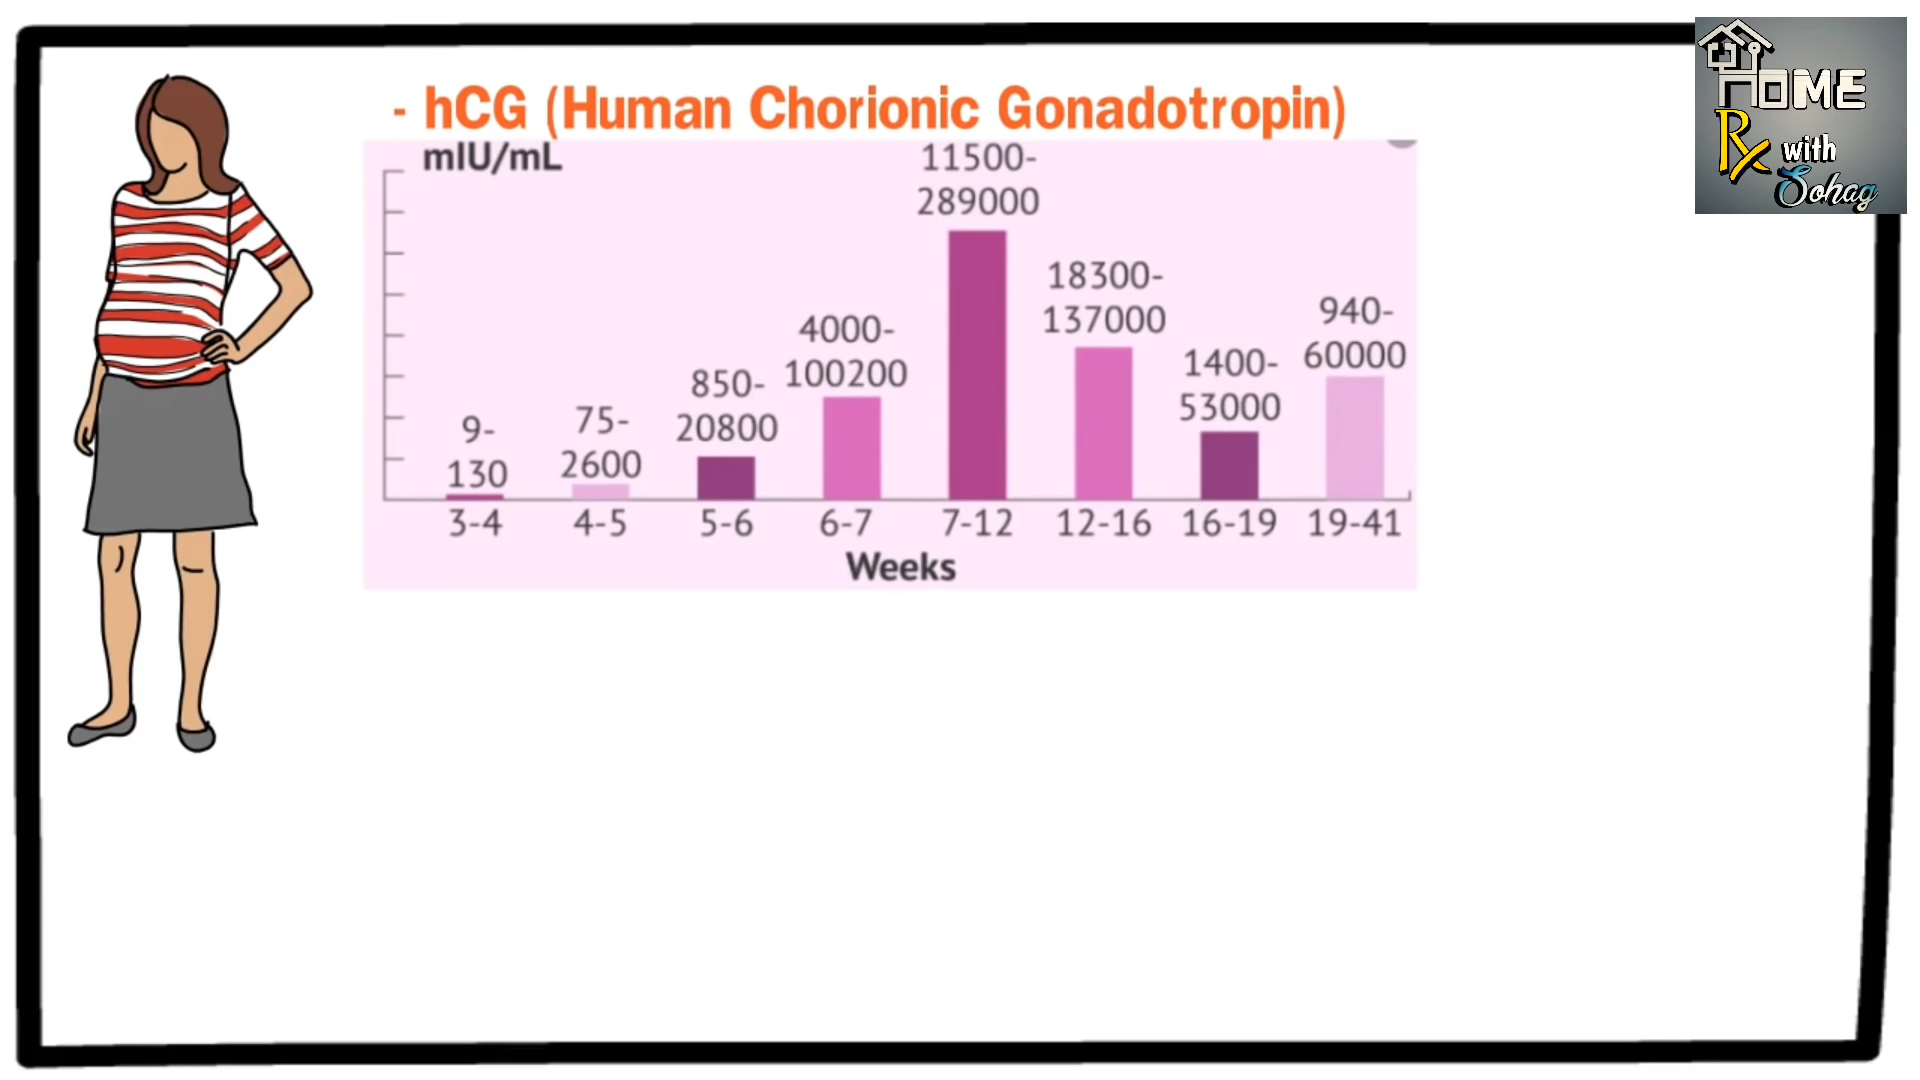 - hCG (Human Chorionic Gonadotropin)
mIU/mL
9-
130
75-
2600
850-
20800
4000-
100200
11500-
289000
18300-
137000
1400-
53000
940-
60000
3-4 4-5 5-6 6-7 7-12 12-16 16-19 19-41
Weeks
HOME
Rx with
Sohag